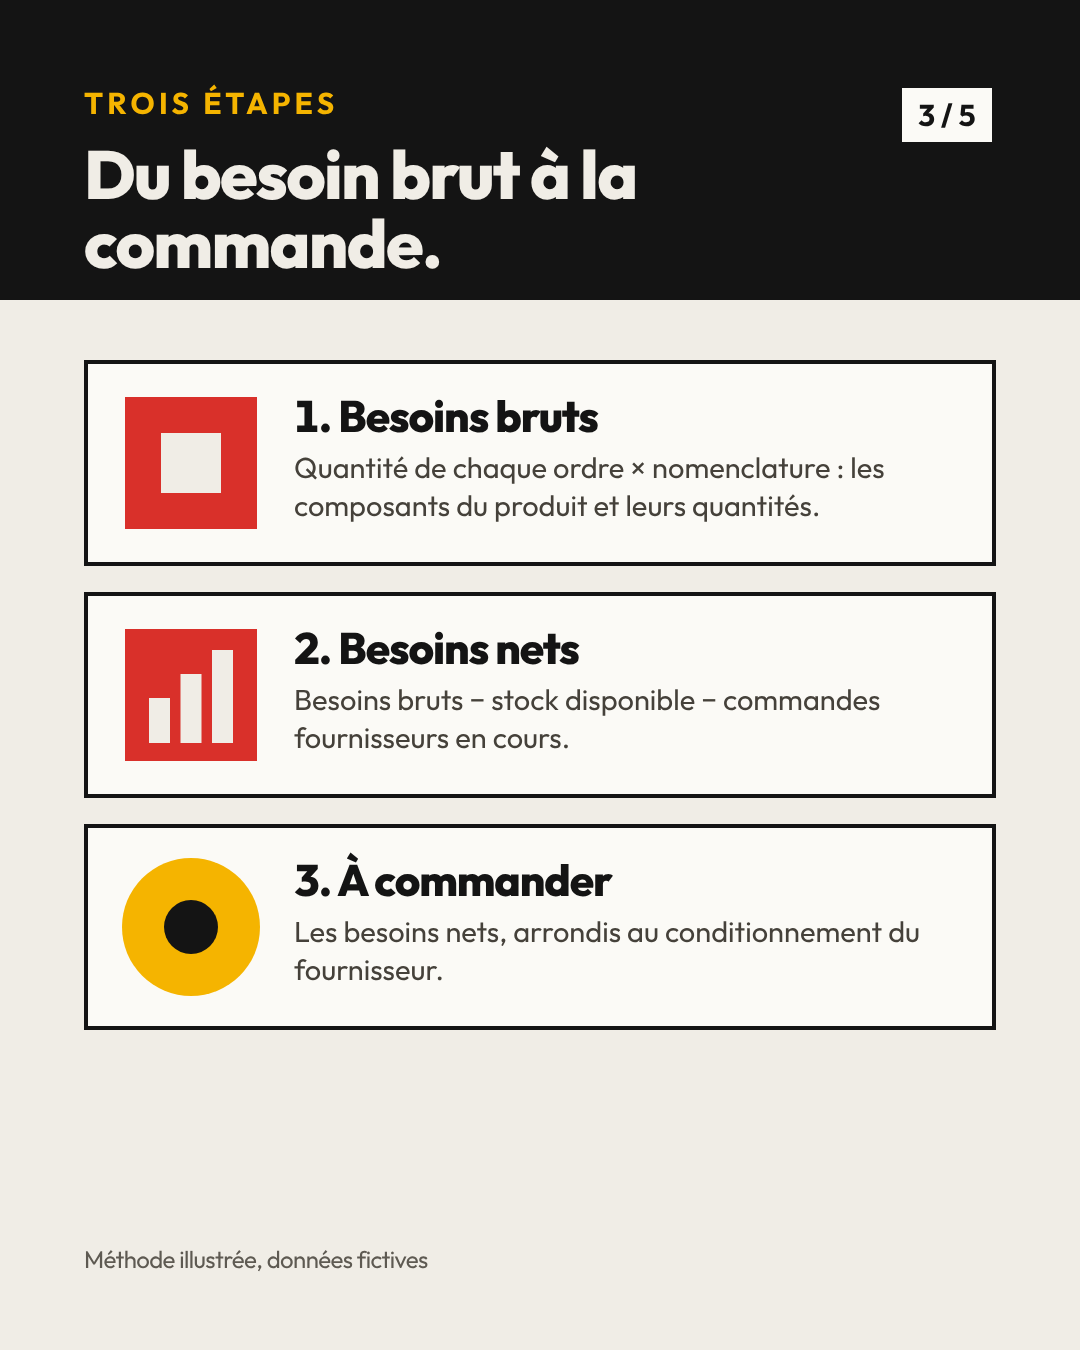 TROIS ÉTAPES
3 / 5
Du besoin brut à la
commande.
1. Besoins bruts
Quantité de chaque ordre × nomenclature : les
composants du produit et leurs quantités.
2. Besoins nets
Besoins bruts − stock disponible − commandes
fournisseurs en cours.
3. À commander
Les besoins nets, arrondis au conditionnement du
fournisseur.
Méthode illustrée, données fictives